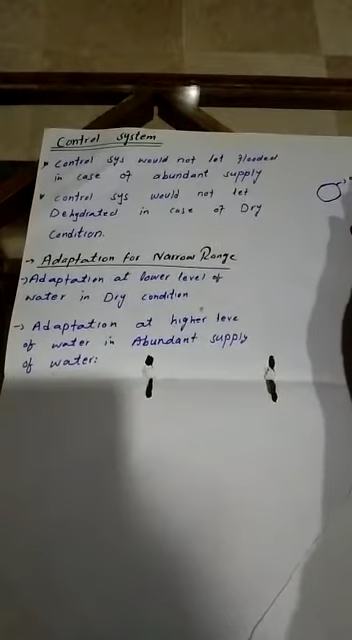 Control system
Control sys would not let flooded
in case of abundant supply
Control sys would not let
Dehydrated in case of Dry
Condition.
→ Adaptation for Narrow Range
→) Adaptation at lower level of
water in Dry condition
→ Adaptation at higher leve
of water in Abundant supply
of water: